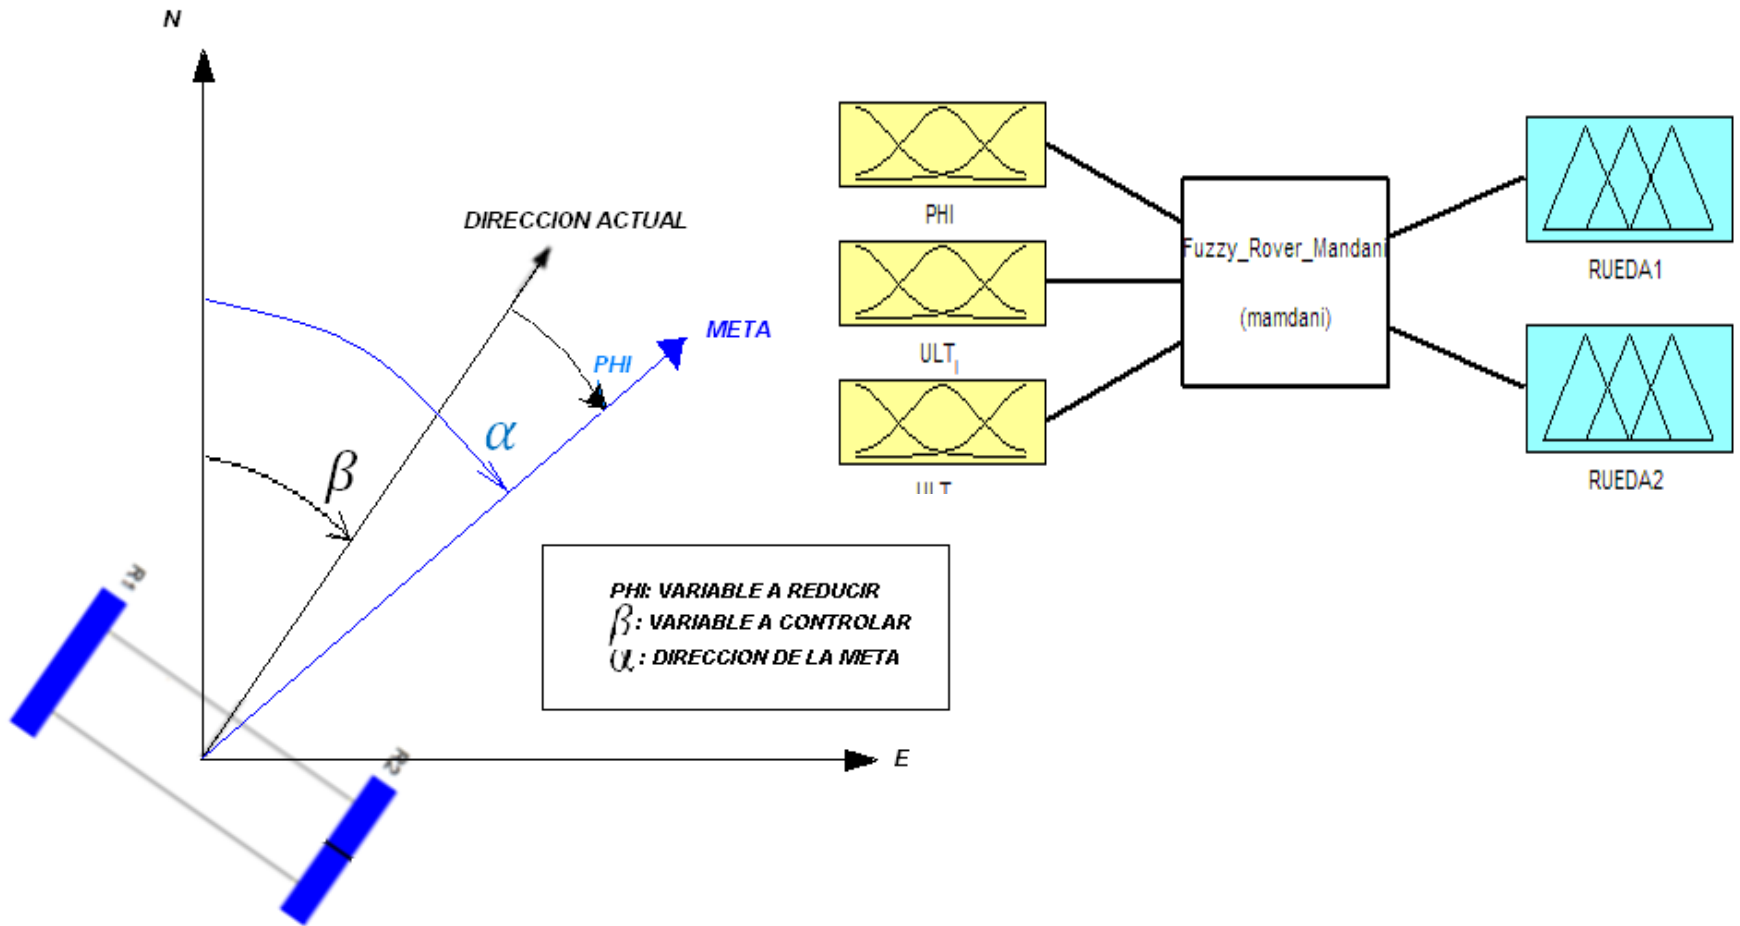 N
DIRECCION ACTUAL
META
PHI
α
β
R1
R2
E
PHI: VARIABLE A REDUCIR
β: VARIABLE A CONTROLAR
α: DIRECCION DE LA META
PHI
ULT_I
ULT
Fuzzy_Rover_Mandani
(mamdani)
RUEDA1
RUEDA2